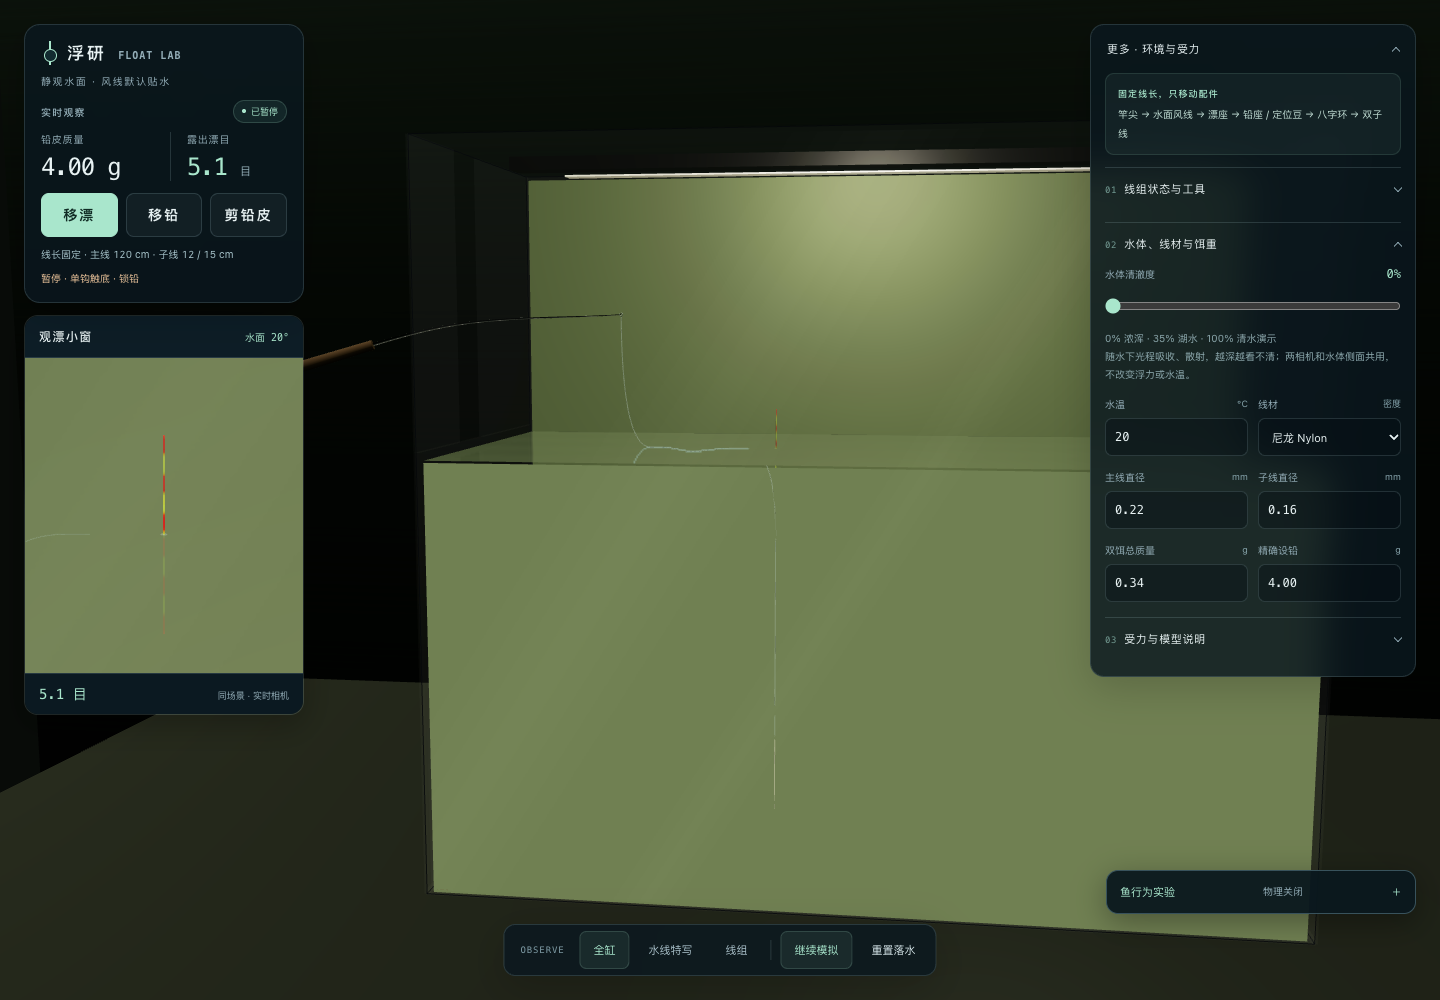 浮研 FLOAT LAB
静观水面 · 风线默认贴水
实时观察
已暂停
铅皮质量
4.00 g
露出漂目
5.1 目
移漂
移铅
剪铅皮
线长固定 · 主线 120 cm · 子线 12 / 15 cm
暂停 · 单钩触底 · 锁铅
观漂小窗
水面 20°
5.1 目
同场景 · 实时相机
更多 · 环境与受力
固定线长，只移动配件
竿尖 → 水面风线 → 漂座 → 铅座 / 定位豆 → 八字环 → 双子
线
01 线组状态与工具
02 水体、线材与饵重
水体清澈度
0%
0% 浓浑 · 35% 湖水 · 100% 清水演示
随水下光程吸收、散射，越深越看不清；两相机和水体侧面共用，
不改变浮力或水温。
水温 °C
线材 密度
20
尼龙 Nylon
主线直径 mm
子线直径 mm
0.22
0.16
双饵总质量 g
精确设铅 g
0.34
4.00
03 受力与模型说明
鱼行为实验
物理关闭
+
OBSERVE
全缸
水线特写
线组
继续模拟
重置落水